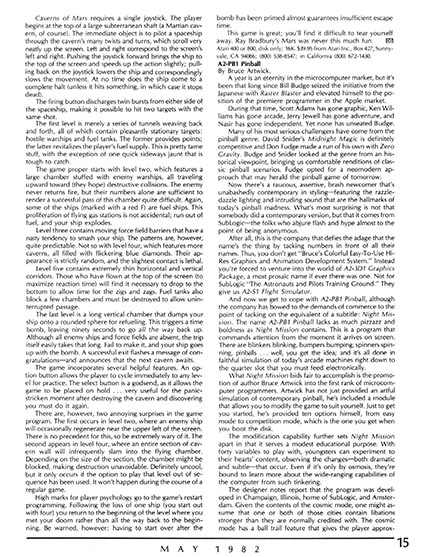 Caverns of Mars requires a single joystick. The player
begins at the top of a large subterranean shaft (a Martian cav-
ern, of course). The immediate object is to pilot a spaceship
through the cavern's many twists and turns, which scroll very
neatly up the screen. Left and right correspond to the screen's
left and right. Pushing the joystick forward brings the ship to
the top of the screen and speeds up the action slightly; pull-
ing back on the joystick lowers the ship and correspondingly
slows the movement. At no time does the ship come to a
complete halt (unless it hits something, in which case it stops
dead).
The firing button discharges twin bursts from either side of
the spaceship, making it possible to hit two targets with the
same shot.
The first level is merely a series of tunnels weaving back
and forth, all of which contain pleasantly stationary targets:
hostile warships and fuel tanks. The former provides points;
the latter revitalizes the player's fuel supply. This is pretty tame
stuff, with the exception of one quick sideways jaunt that is
tough to catch.
The game proper starts with level two, which features a
large chamber stuffed with enemy warships, all traveling
upward toward (they hope) destructive collisions. The enemy
never returns fire, but their numbers alone are sufficient to
render a successful pass of this chamber quite difficult. Again,
some of the ships (marked with a red F) are fuel ships. This
proliferation of flying gas stations is not accidental; run out of
fuel, and your ship explodes.
Level three contains moving force field barriers that have a
nasty tendency to smash your ship. The patterns are, however,
quite predictable. Not so with level four, which features more
caverns, all filled with flickering blue diamonds. Their ap-
pearance is strictly random, and the slightest contact is lethal.
Level five contains extremely thin horizontal and vertical
corridors. Those who have flown at the top of the screen (to
maximize reaction time) will find it necessary to drop to the
bottom to allow time for the zigs and zags. Fuel tanks also
block a few chambers and must be destroyed to allow unin-
terrupted passage.
The last level is a long vertical chamber that dumps your
ship onto a rounded sphere for refueling. This triggers a time
bomb, leaving ninety seconds to go all the way back up.
Although all enemy ships and force fields are absent, the trip
itself easily takes that long. Fail to make it, and your ship goes
up with the bomb. A successful exit flashes a message of con-
gratulations—and announces that the next cavern awaits.
The game incorporates several helpful features. An op-
tion button allows the player to cycle immediately to any lev-
el for practice. The select button is a godsend, as it allows the
game to be placed on hold . . . very useful for the panic-
stricken moment after destroying the cavern and discovering
you must do it again.
There are, however, two annoying surprises in the game
program. The first occurs in level two, where an enemy ship
will occasionally regenerate near the upper left of the screen.
There is no precedent for this, so be extremely wary of it. The
second appears in level four, where an entire section of cav-
ern wall will infrequently slam into the flying chamber.
Depending on the size of the section, the chamber might be
blocked, making destruction unavoidable. Definitely uncool,
but it only occurs if the option to play that level out of se-
quence has been used. It won't happen during the course of a
regular game.
High marks for player psychology go to the game's restart
programming. Following the loss of one ship (you start out
with four) you return to the beginning of the level where you
met your doom rather than all the way back to the begin-
ning. Be warned, however; having to start over after the
bomb has been primed almost guarantees insufficient escape
time.
This game is great; you'll find it difficult to tear yourself
away. Ray Bradbury's Mars was never this much fun.
Atari 400 or 800, disk only; 16K. $39.95 from Atari Inc., Box 427, Sunny-
vale, CA 94086; (800) 538-8547; in California (800) 672-1430.
A2-PB1 Pinball
By Bruce Artwick.
A year is an eternity in the microcomputer market, but it's
been that long since Bill Budge seized the initiative from the
Japanese with Raster Blaster and elevated himself to the po-
sition of the premiere programmer in the Apple market.
During that time, Scott Adams has gone graphic, Ken Wil-
liams has gone arcade, Jerry Jewell has gone adventure, and
Nasir has gone independent. Yet none has unseated Budge.
Many of his most serious challengers have come from the
pinball genre. David Snider's Midnight Magic is definitely
competitive and Don Fudge made a run of his own with Zero
Gravity. Budge and Snider looked at the genre from an his-
torical viewpoint, bringing us comfortable renditions of clas-
sic pinball scenarios. Fudge opted for a neomodern ap-
proach that may herald the pinball game of tomorrow.
Now there's a raucous, assertive, brash newcomer that's
unabashedly contemporary in styling—featuring the razzle-
dazzle lighting and intruding sound that are the hallmarks of
today's pinball madness. What's most surprising is not that
somebody did a contemporary version, but that it comes from
SubLogic—the folks who abjure flash and hype almost to the
point of being anonymous.
After all, this is the company that defies the adage that the
name's the thing by tacking numbers in front of all their
names. Thus, you don't get "Bruce's Colorful Easy-To-Use Hi-
Res Graphics and Animation Development System." Instead
you're forced to venture into the world of A2-3D1 Graphics
Package, a most prosaic name if ever there was one. Not for
SubLogic "The Astronauts and Pilots Training Ground." They
give us A2-S1 Flight Simulator.
And now we get to cope with A2-PB1 Pinball, although
the company has bowed to the demands of commerce to the
point of tacking on the equivalent of a subtitle: Night Mis-
sion. The name A2-PB1 Pinball lacks as much pizzazz and
boldness as Night Mission contains. This is a program that
commands attention from the moment it arrives on screen.
There are blinken blinking, bumpers bumping, spinners spin-
ning, pinballs . . . well, you get the idea; and it's all done in
faithful simulation of today's arcade machines right down to
the quarter slot that you must feed electronically.
What Night Mission bids fair to accomplish is the promo-
tion of author Bruce Artwick into the first rank of microcom-
puter programmers. Artwick has not just provided an artful
simulation of contemporary pinball, he's included a module
that allows you to modify the game to suit yourself. Just to get
you started, he's provided ten options himself, from easy
mode to competition mode, which is the one you get when
you boot the disk.
The modification capability further sets Night Mission
apart in that it serves a modest educational purpose. With
forty variables to play with, youngsters can experiment to
their hearts' content, observing the changes—both dramatic
and subtle—that occur. Even if it's only by osmosis, they're
bound to learn more about the wide-ranging capabilities of
the computer from such tinkering.
The designer notes report that the program was devel-
oped in Champaign, Illinois, home of SubLogic, and Amster-
dam. Given the contents of the cosmic mode, one might as-
sume that one or both of those cities contain libations
stronger than they are normally credited with. The cosmic
mode has a ball trail feature that gives the player approx-
MAY 1982
15